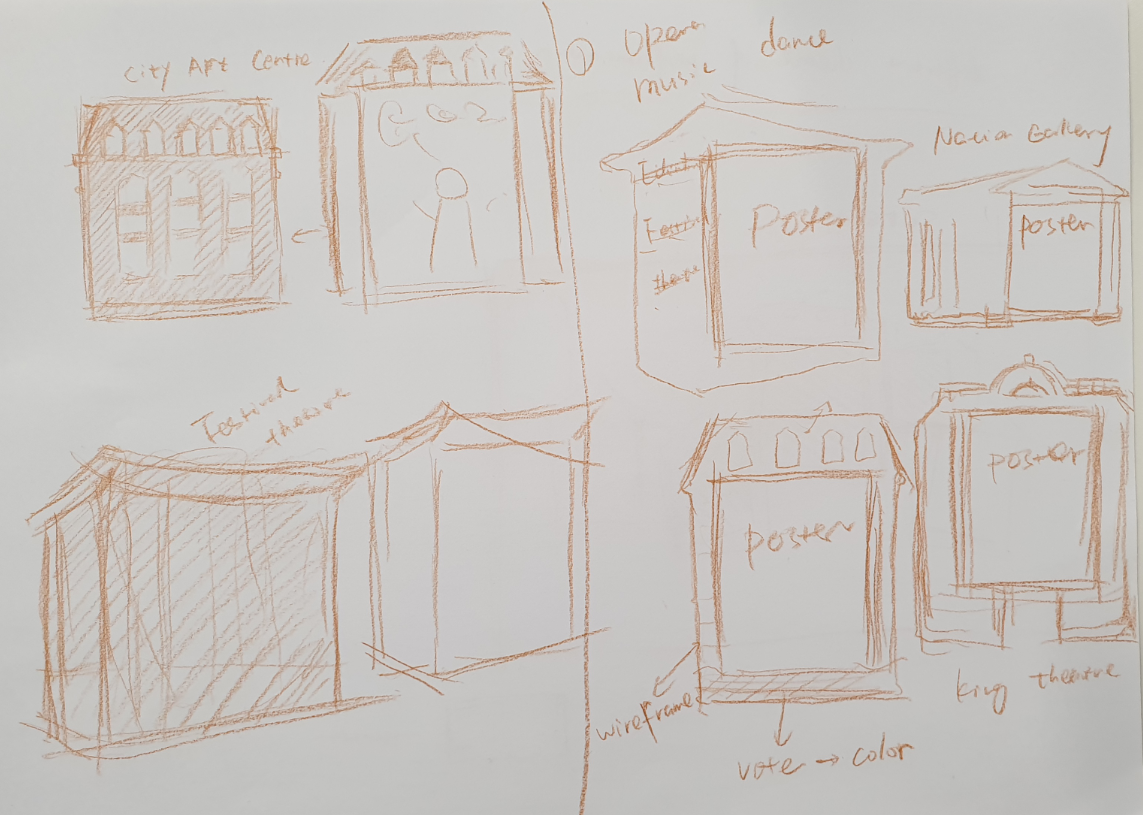 City Art Centre
①
opera dance
music
Nation Gallery
Poster
Poster
Festival
theatre
Poster
Poster
wireframe
vote → color
King theatre